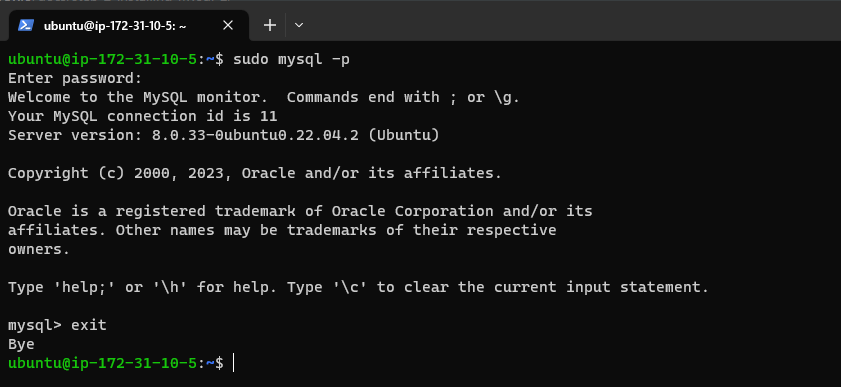 ubuntu@ip-172-31-10-5: ~
ubuntu@ip-172-31-10-5:~$ sudo mysql -p
Enter password:
Welcome to the MySQL monitor.  Commands end with ; or \g.
Your MySQL connection id is 11
Server version: 8.0.33-0ubuntu0.22.04.2 (Ubuntu)

Copyright (c) 2000, 2023, Oracle and/or its affiliates.

Oracle is a registered trademark of Oracle Corporation and/or its
affiliates. Other names may be trademarks of their respective
owners.

Type 'help;' or '\h' for help. Type '\c' to clear the current input statement.

mysql> exit
Bye
ubuntu@ip-172-31-10-5:~$